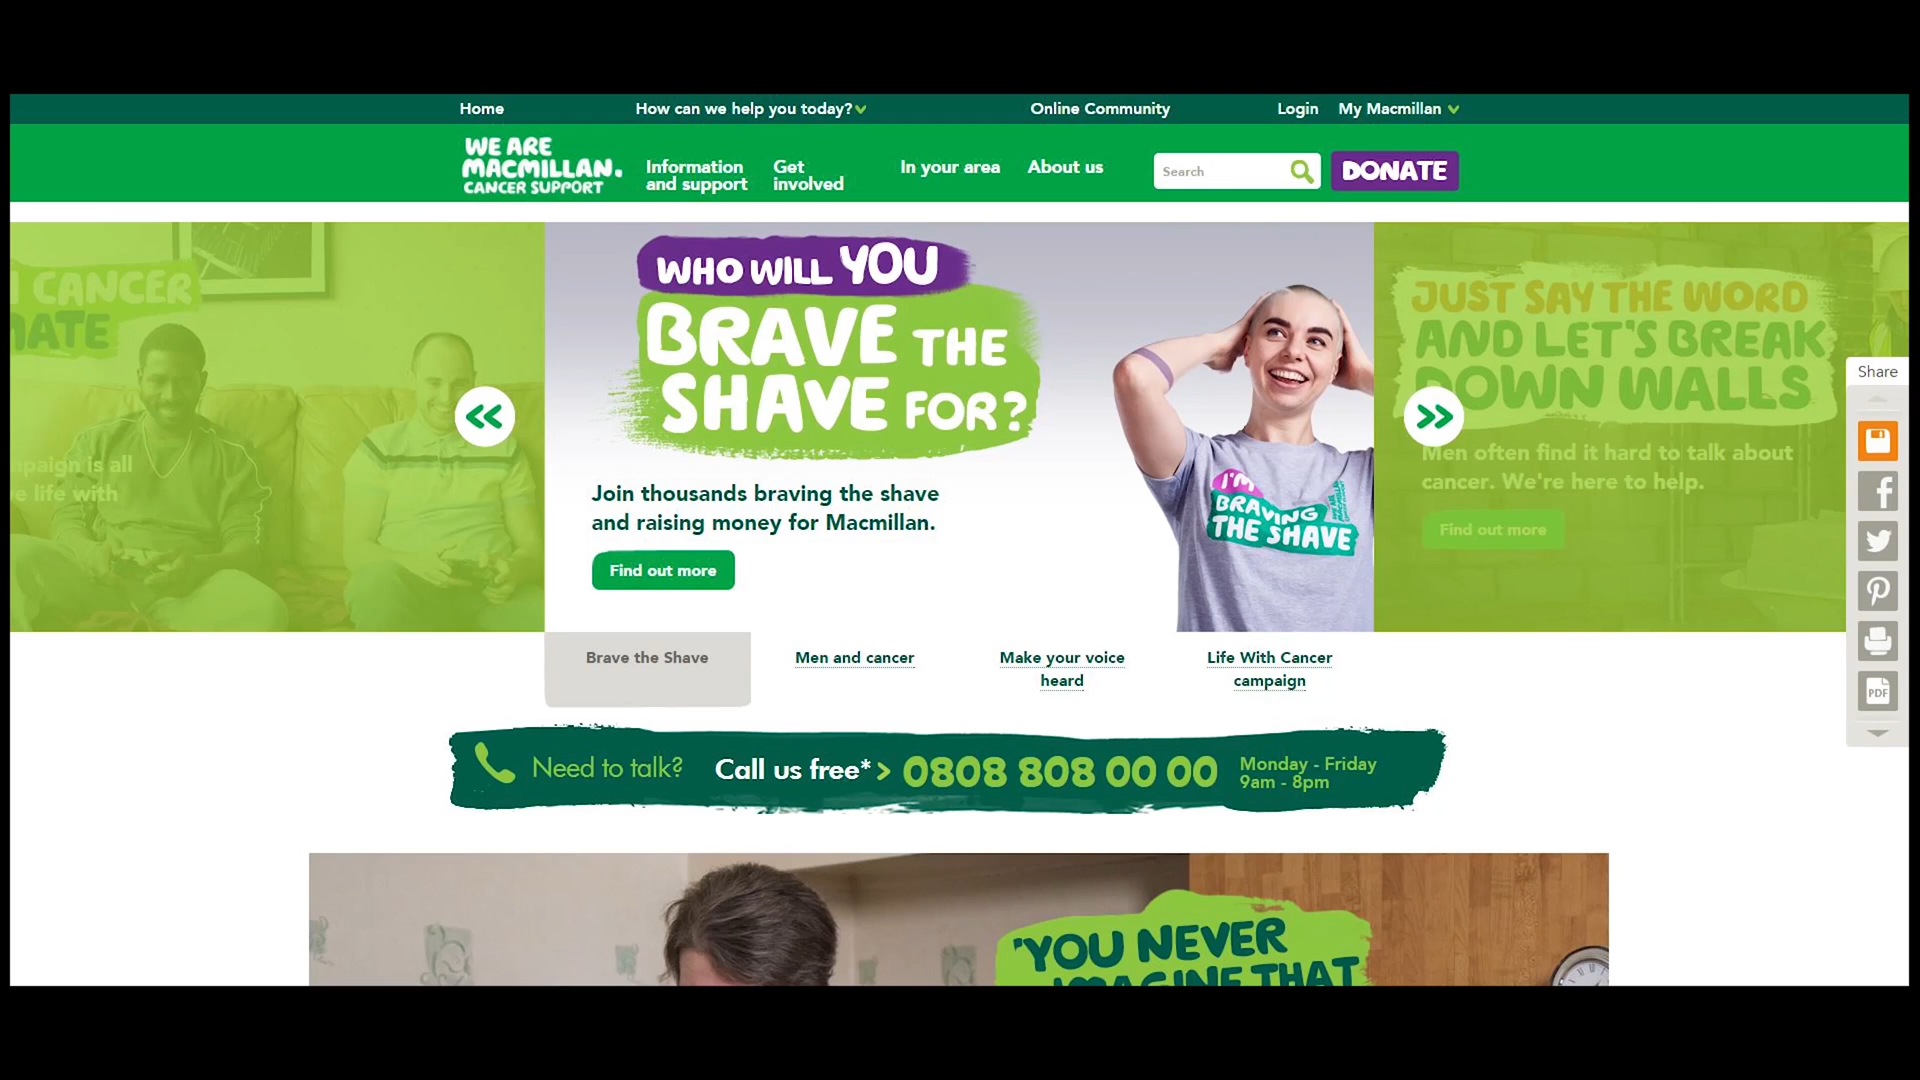 Home
How can we help you today?
Online Community
Login
My Macmillan
WE ARE
MACMILLAN.
CANCER SUPPORT
Information
and support
Get
involved
In your area
About us
Search
DONATE
CANCER
WHO WILL YOU
BRAVE THE
SHAVE FOR?
Join thousands braving the shave
and raising money for Macmillan.
Find out more
I'M
BRAVING
THE SHAVE
is all
life with
JUST SAY THE WORD
AND LET'S BREAK
DOWN WALLS
Men often find it hard to talk about
cancer. We're here to help.
Find out more
Share
PDF
Brave the Shave
Men and cancer
Make your voice
heard
Life With Cancer
campaign
Need to talk?
Call us free*>
0808 808 00 00
Monday - Friday
9am - 8pm
'YOU NEVER
IMAGINE THAT